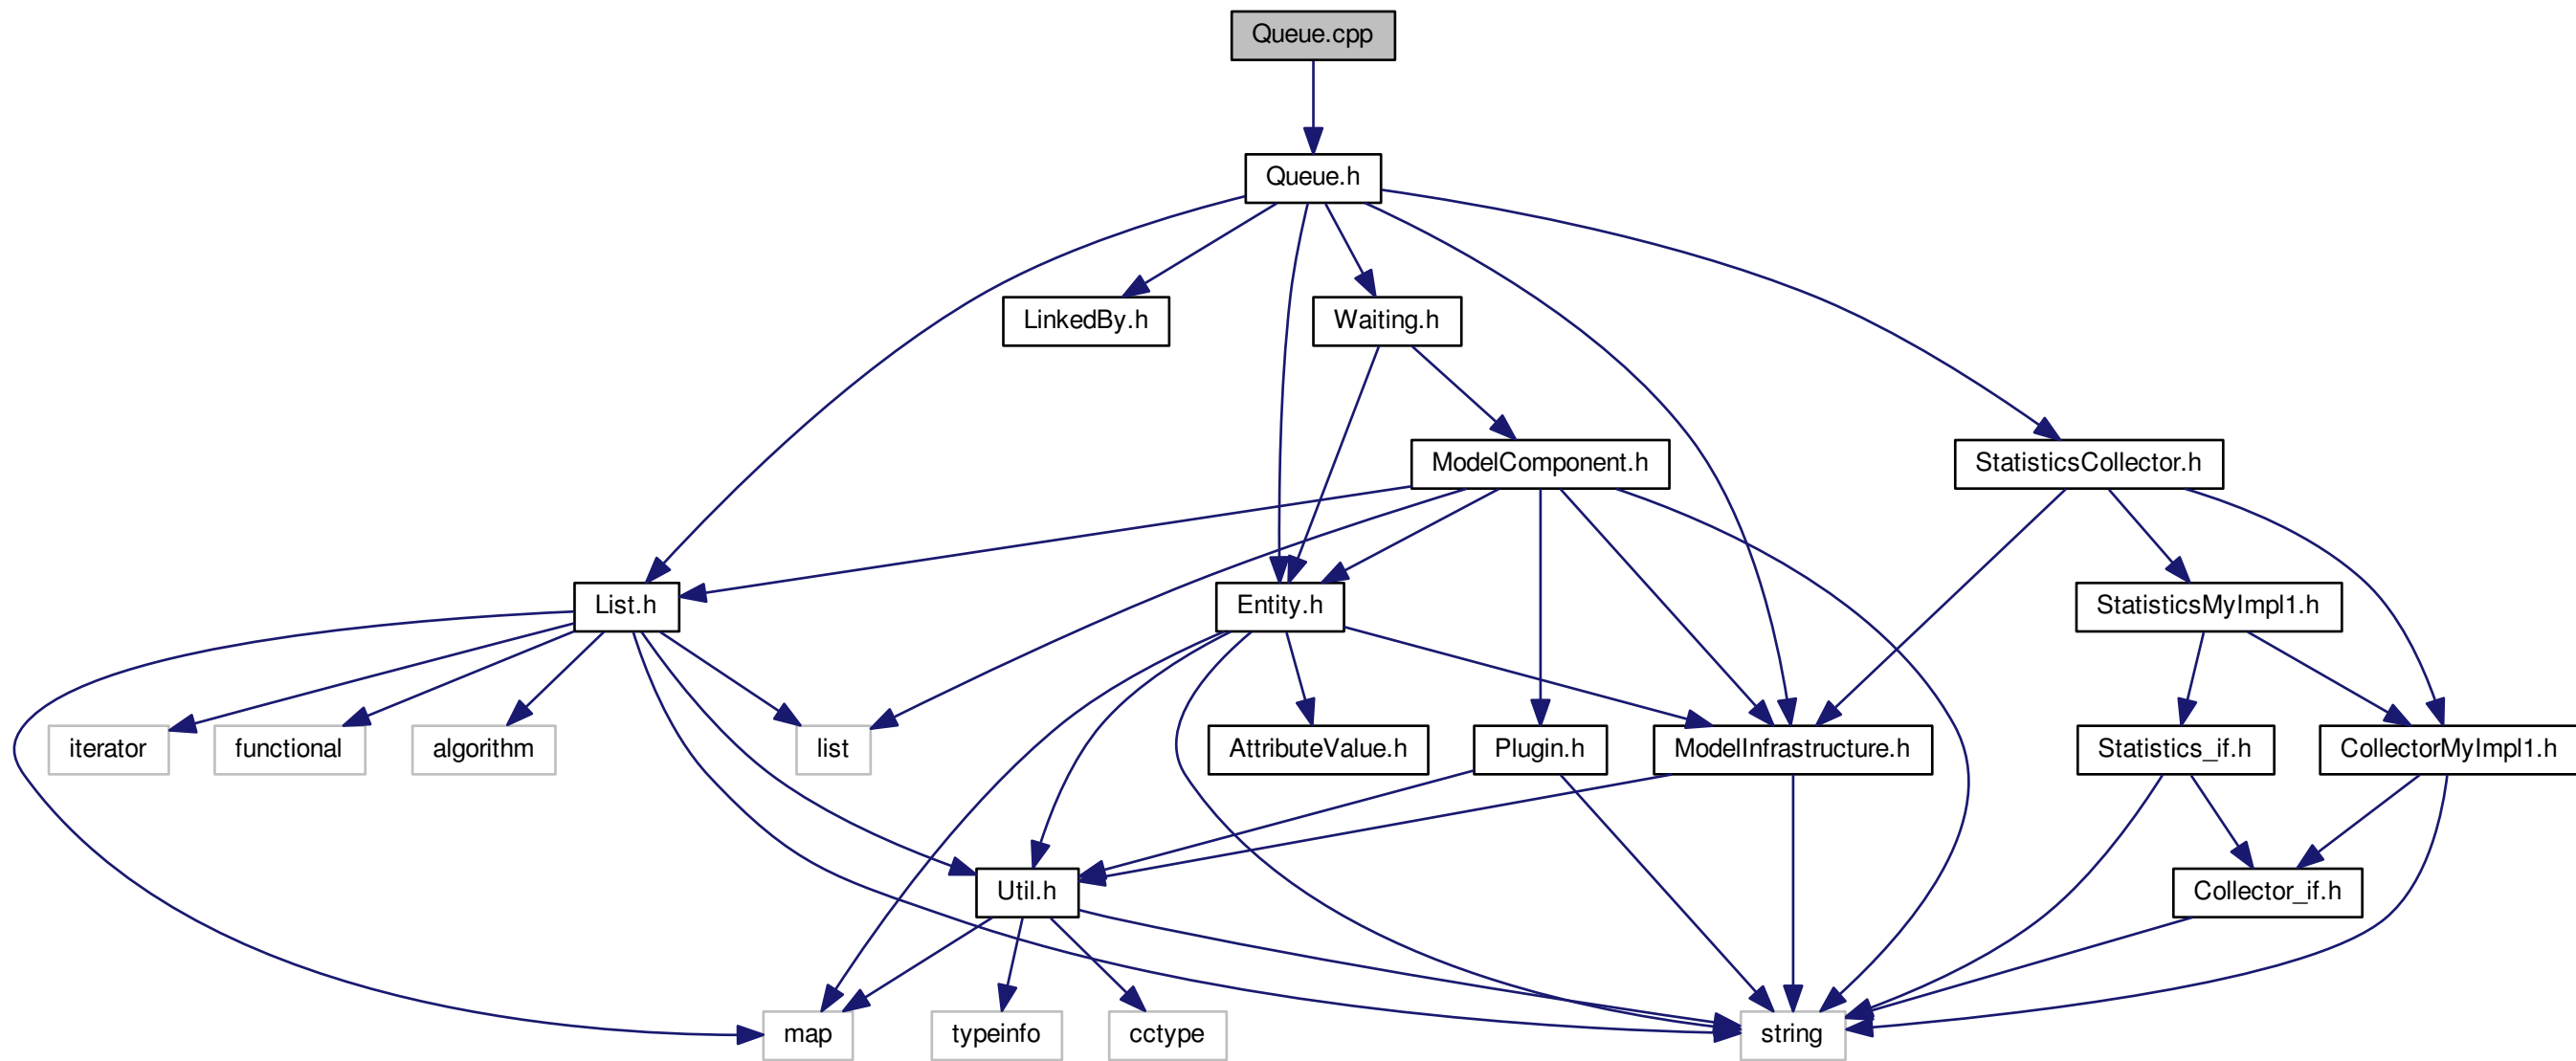 Queue.cpp
Queue.h
LinkedBy.h
Waiting.h
ModelComponent.h
StatisticsCollector.h
List.h
Entity.h
StatisticsMyImpl1.h
iterator
functional
algorithm
list
AttributeValue.h
Plugin.h
ModelInfrastructure.h
Statistics_if.h
CollectorMyImpl1.h
Util.h
Collector_if.h
map
typeinfo
cctype
string